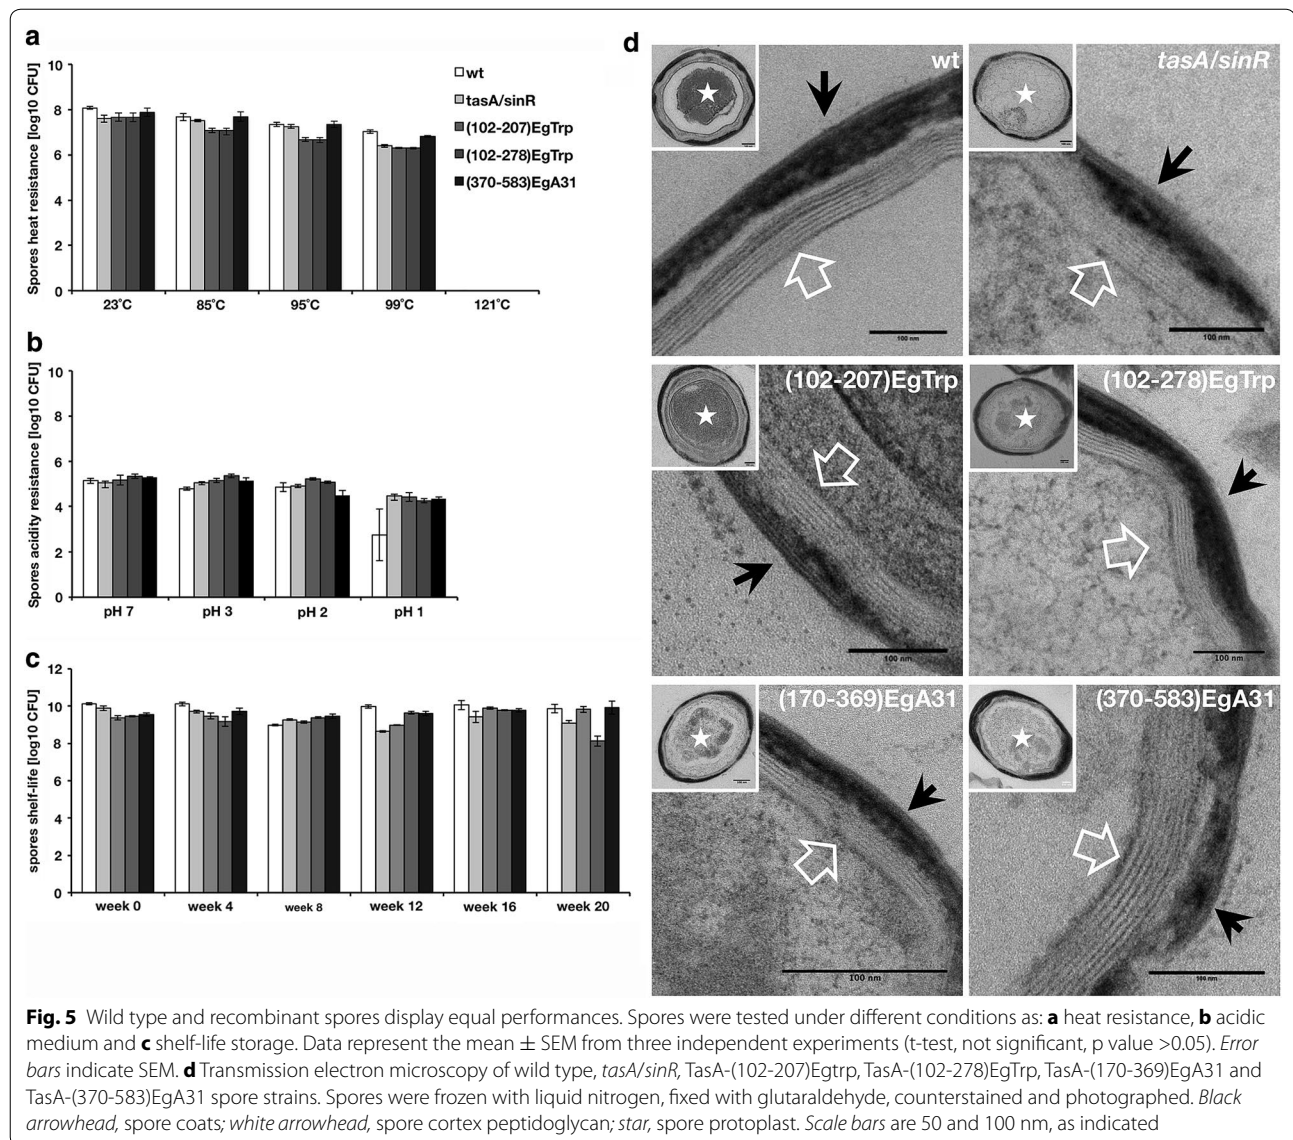 a
Spores heat resistance [log10 CFU]
10
8
6
4
2
0
23°C 85°C 95°C 99°C 121°C
wt
tasA/sinR
(102-207)EgTrp
(102-278)EgTrp
(370-583)EgA31
b
Spores acidity resistance [log10 CFU]
10
8
6
4
2
0
pH 7 pH 3 pH 2 pH 1
c
spores shelf-life [log10 CFU]
12
10
8
6
4
2
0
week 0 week 4 week 8 week 12 week 16 week 20
d
wt
100 nm
tasA/sinR
100 nm
(102-207)EgTrp
100 nm
(102-278)EgTrp
100 nm
(170-369)EgA31
100 nm
(370-583)EgA31
100 nm
Fig. 5 Wild type and recombinant spores display equal performances. Spores were tested under different conditions as: a heat resistance, b acidic
medium and c shelf-life storage. Data represent the mean ± SEM from three independent experiments (t-test, not significant, p value >0.05). Error
bars indicate SEM. d Transmission electron microscopy of wild type, tasA/sinR, TasA-(102-207)Egtrp, TasA-(102-278)EgTrp, TasA-(170-369)EgA31 and
TasA-(370-583)EgA31 spore strains. Spores were frozen with liquid nitrogen, fixed with glutaraldehyde, counterstained and photographed. Black
arrowhead, spore coats; white arrowhead, spore cortex peptidoglycan; star, spore protoplast. Scale bars are 50 and 100 nm, as indicated